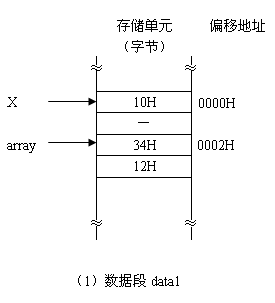 存储单元 偏移地址
（字节）
X 10H 0000H
—
array 34H 0002H
12H
（1）数据段 data1